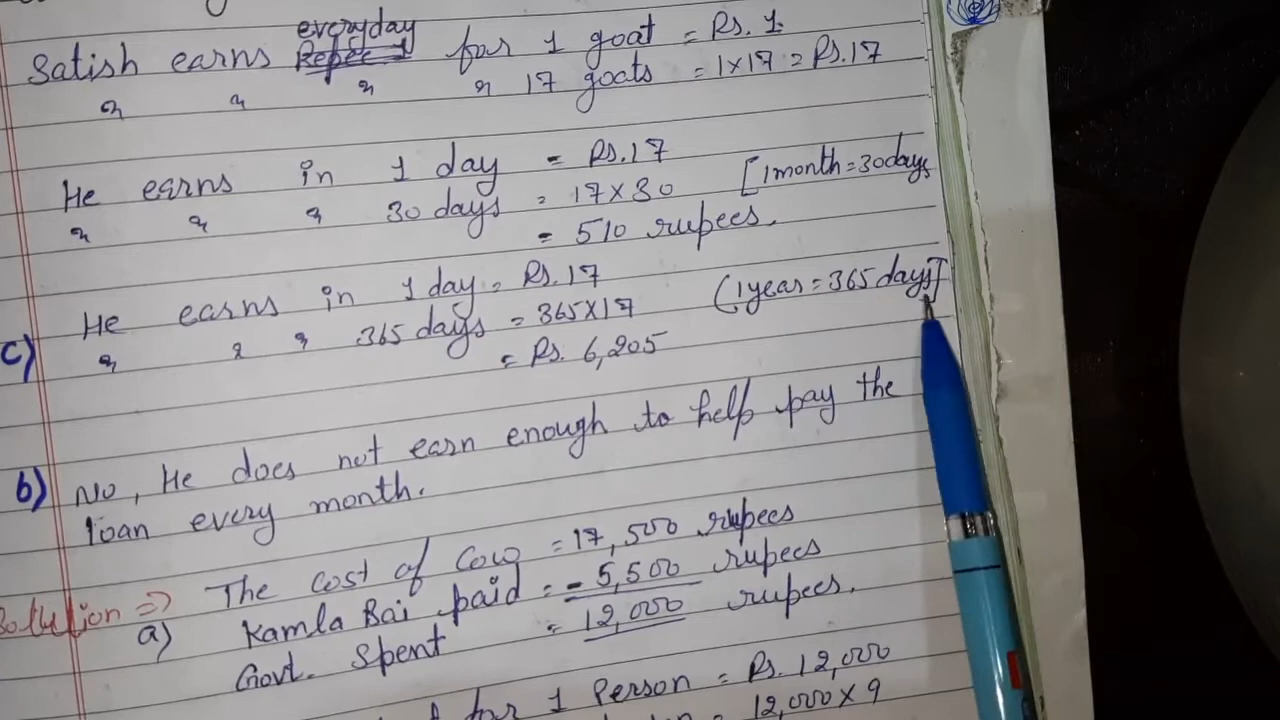 Satish earns everyday for 1 goat = Rs. 1.
" " " " 17 goats = 1×17 = Rs.17
He earns in 1 day = Rs.17
" " " 30 days = 17×30 [1month=30days
= 510 rupees.
He earns in 1 day = Rs.17
c) " " " 365 days = 365×17 (1year=365days]
= Rs. 6,205
b) No, He does not earn enough to help pay the
loan every month.
Sollution => The cost of Cow = 17,500 rupees
a) Kamla Bai paid = - 5,500 rupees
Govt. Spent = 12,000 rupees.
for 1 Person = Rs. 12,000
= 12,000×9